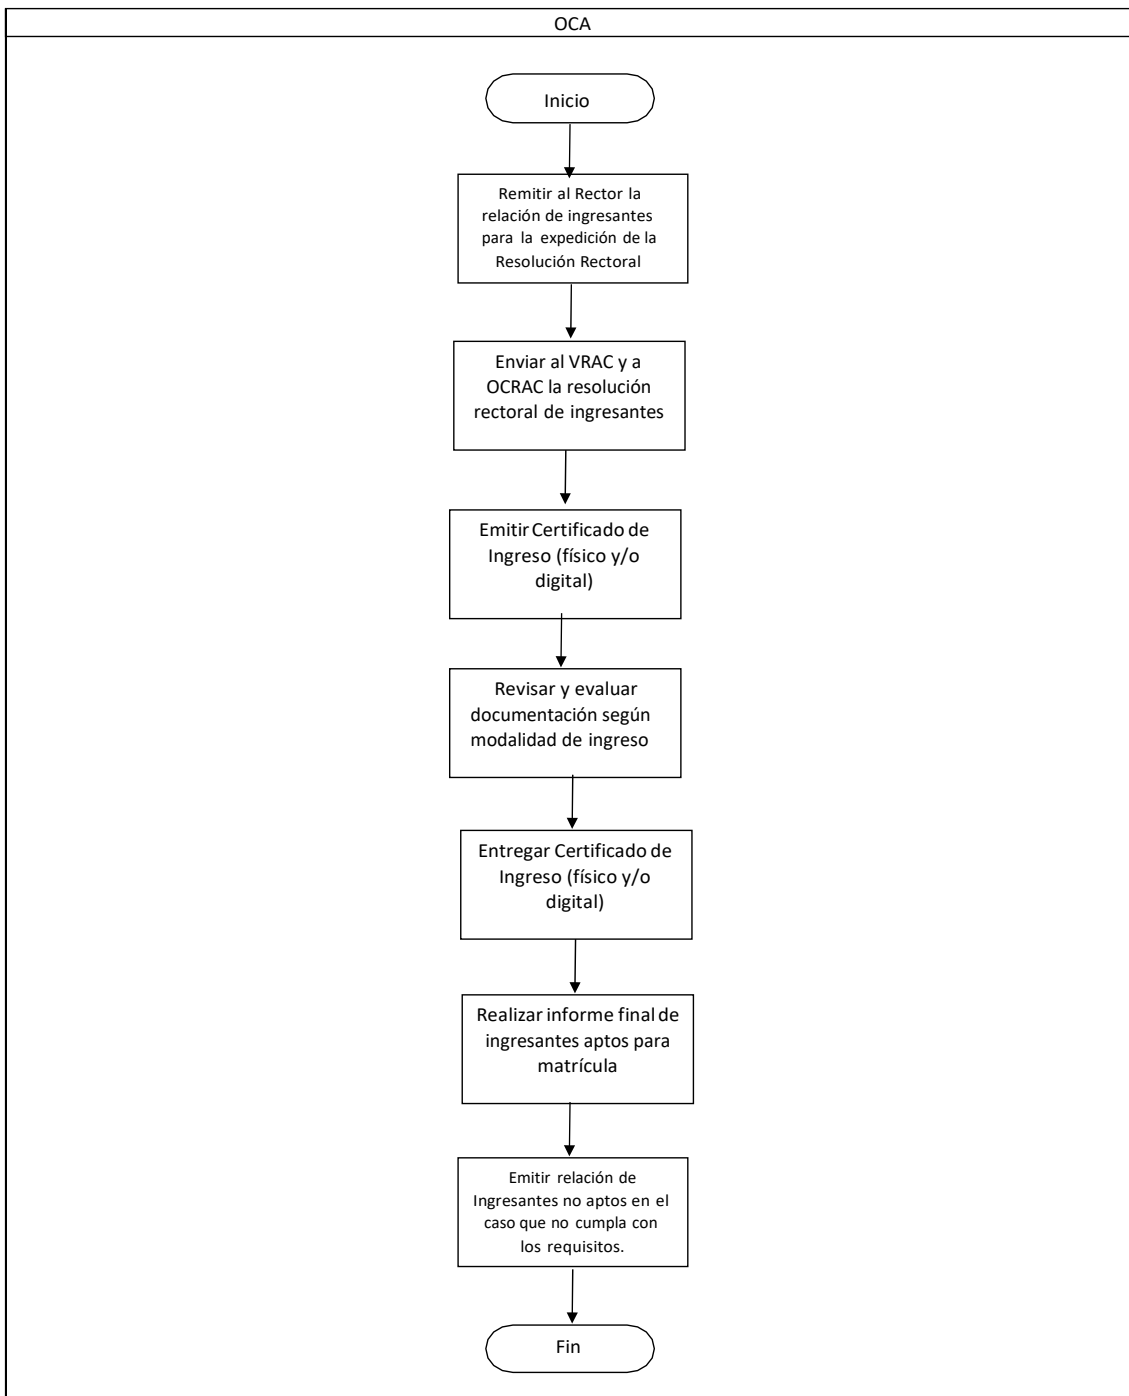 OCA
Inicio
Remitir al Rector la
relación de ingresantes
para la expedición de la
Resolución Rectoral
Enviar al VRAC y a
OCRAC la resolución
rectoral de ingresantes
Emitir Certificado de
Ingreso (físico y/o
digital)
Revisar y evaluar
documentación según
modalidad de ingreso
Entregar Certificado de
Ingreso (físico y/o
digital)
Realizar informe final de
ingresantes aptos para
matrícula
Emitir relación de
Ingresantes no aptos en el
caso que no cumpla con
los requisitos.
Fin